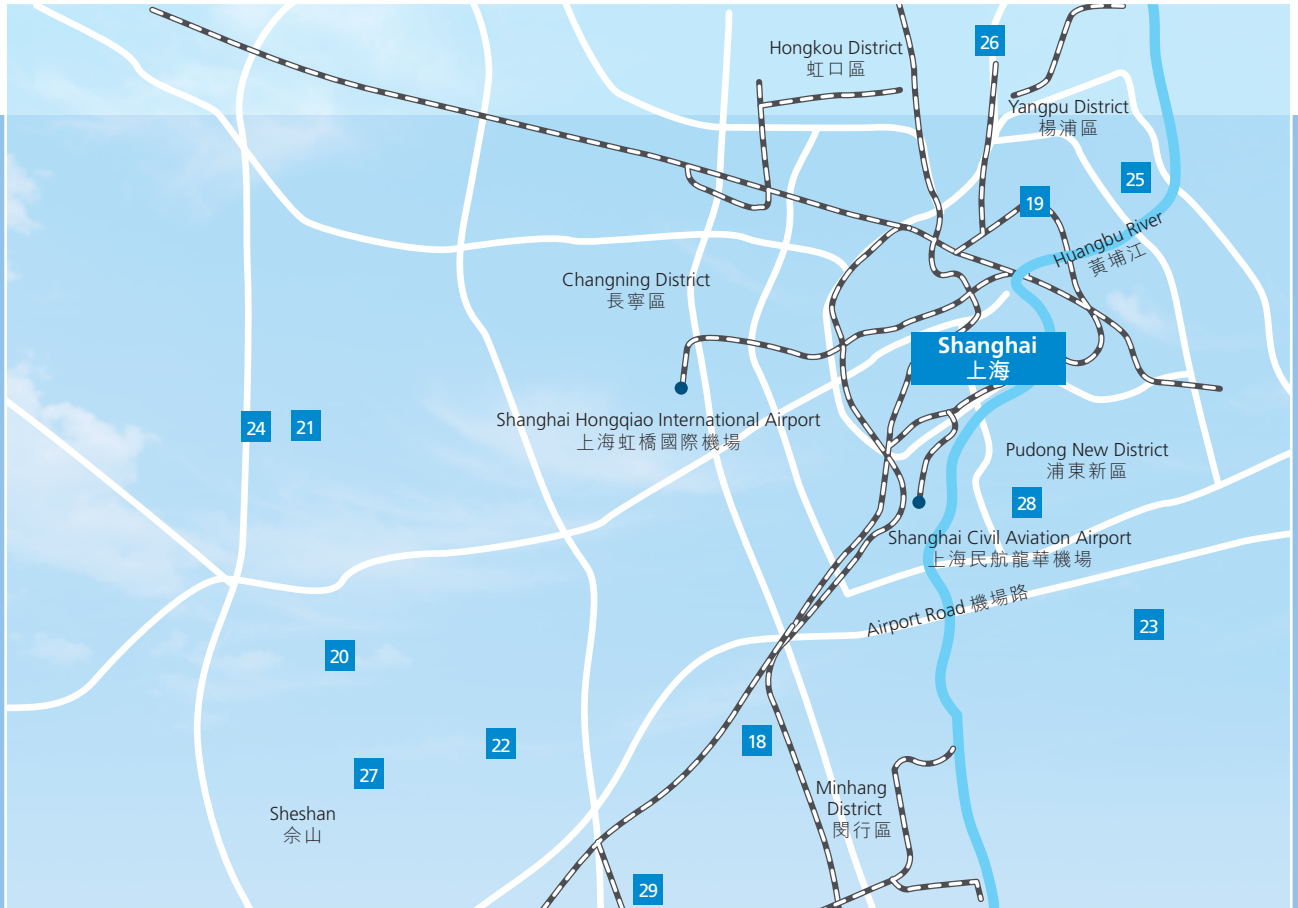 Hongkou District
虹口區
26
Yangpu District
楊浦區
25
19
Huangbu River
黃埔江
Changning District
長寧區
Shanghai
上海
Shanghai Hongqiao International Airport
上海虹橋國際機場
24
21
Pudong New District
浦東新區
28
Shanghai Civil Aviation Airport
上海民航龍華機場
Airport Road 機場路
23
20
22
18
27
Minhang
District
閔行區
Sheshan
佘山
29